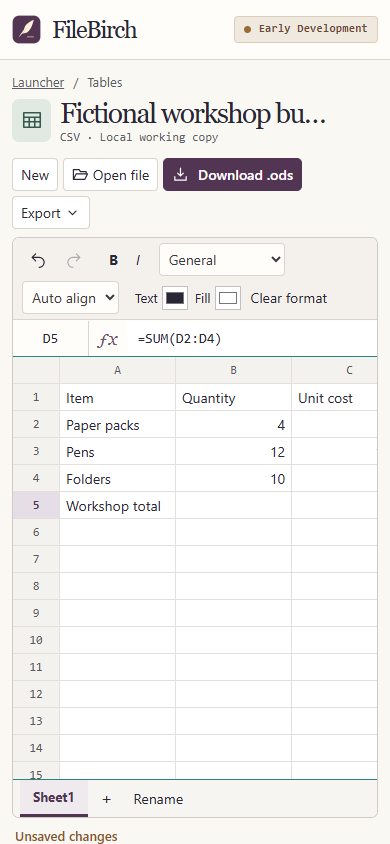 FileBirch
Early Development
Launcher / Tables
Fictional workshop bu...
CSV · Local working copy
New Open file Download .ods
Export
B I General
Auto align Text Fill Clear format
D5 fx =SUM(D2:D4)
A B C
1 Item Quantity Unit cost
2 Paper packs 4
3 Pens 12
4 Folders 10
5 Workshop total
6
7
8
9
10
11
12
13
14
15
Sheet1 + Rename
Unsaved changes